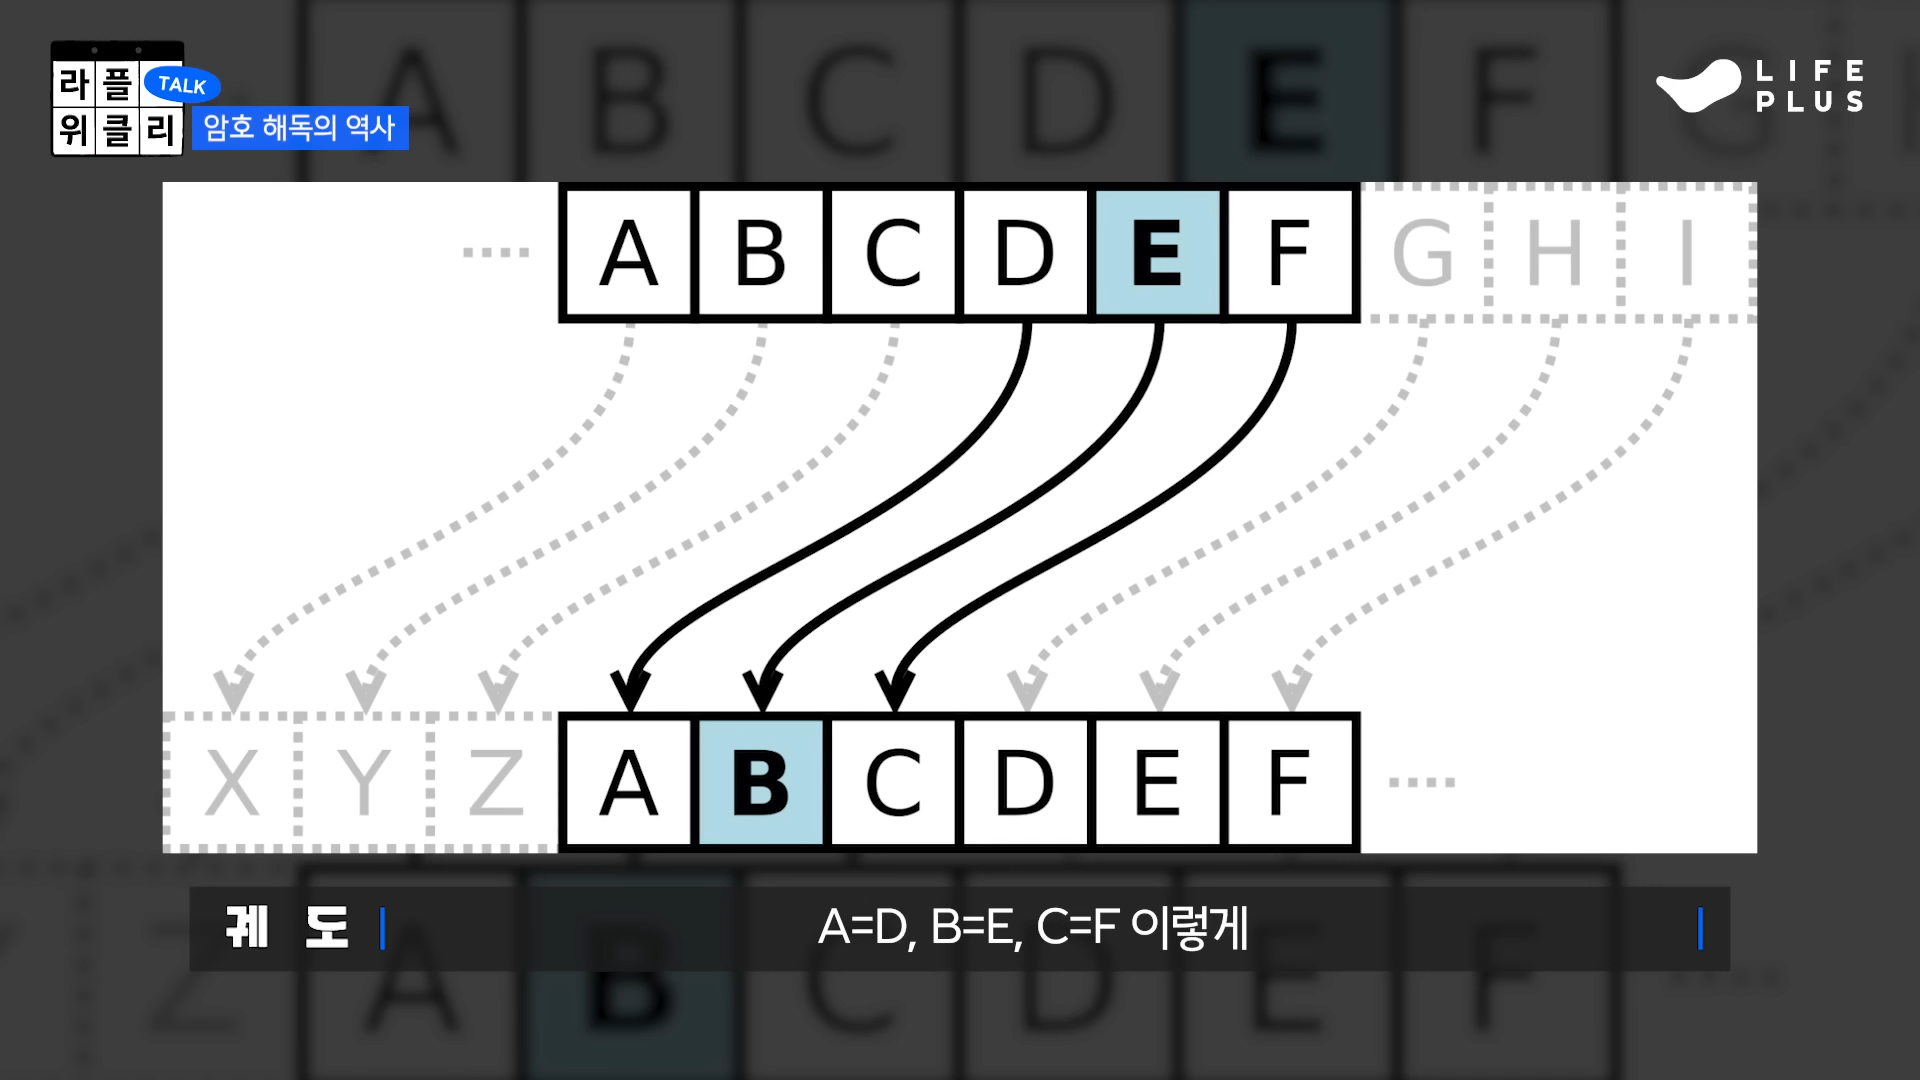 라플 TALK
위클리
암호 해독의 역사
LIFE
PLUS
A B C D E F G H I
X Y Z A B C D E F
궤도
A=D, B=E, C=F 이렇게